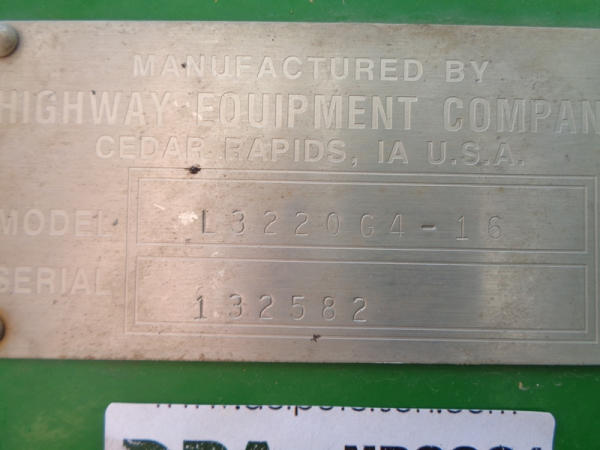 MANUFACTURED BY
HIGHWAY EQUIPMENT COMPAN
CEDAR RAPIDS, IA U.S.A.
MODEL L3220G4-16
SERIAL 132582